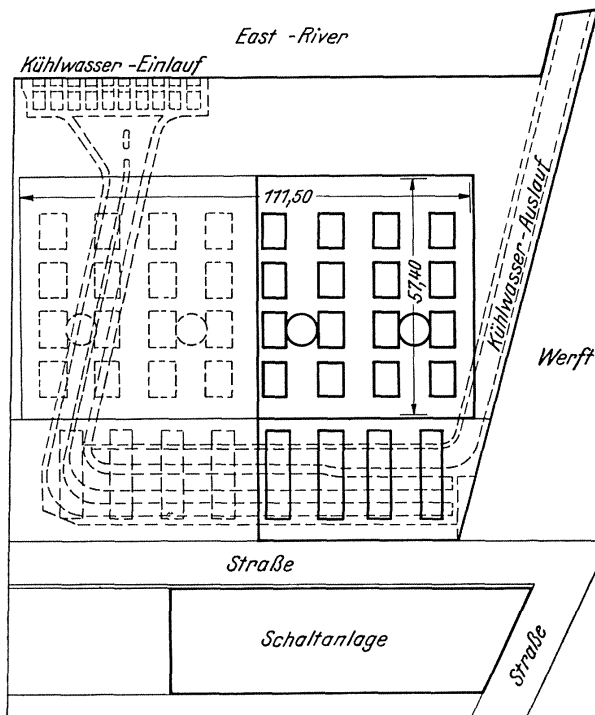 East-River
Kühlwasser-Einlauf
111,50
57,40
Kühlwasser-Auslauf
Werft
Straße
Schaltanlage
Straße